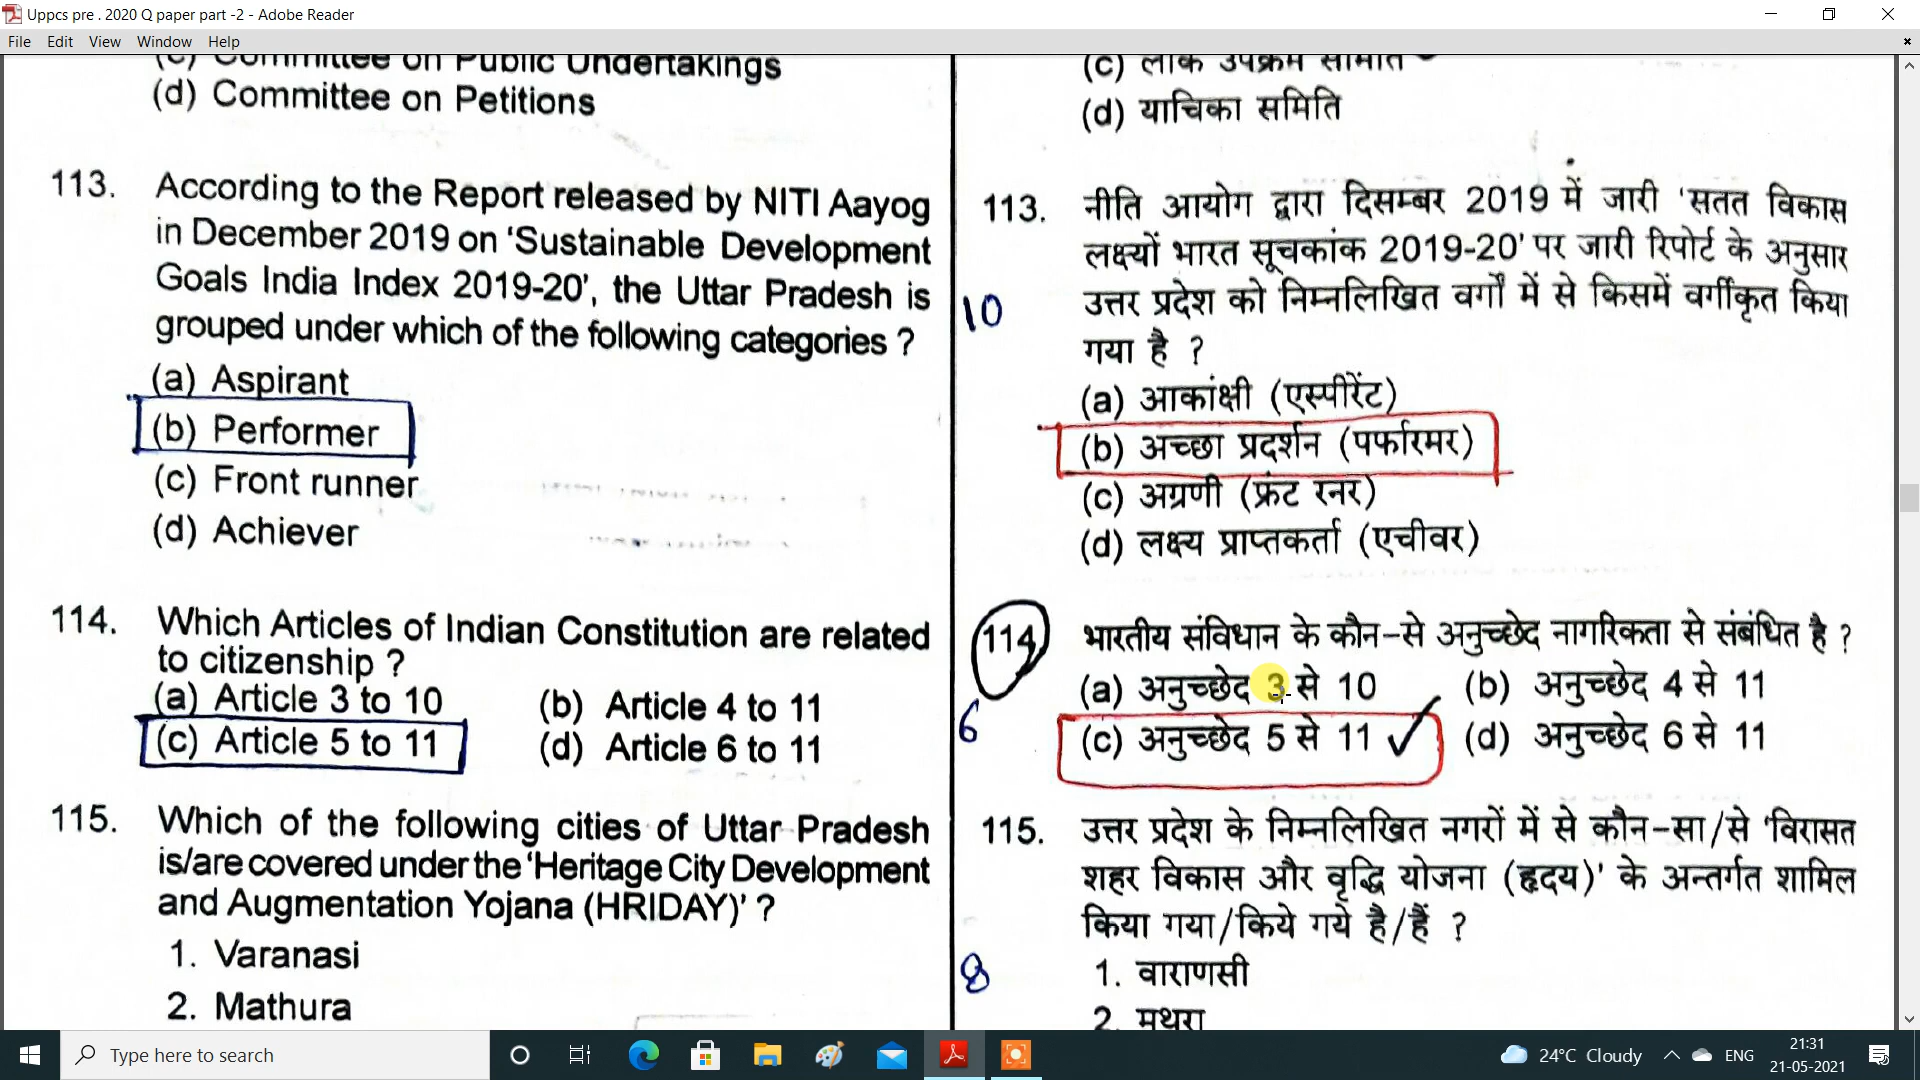 Uppcs pre . 2020 Q paper part -2 - Adobe Reader
File Edit View Window Help
(c) Committee on Public Undertakings
(d) Committee on Petitions
113. According to the Report released by NITI Aayog
in December 2019 on ‘Sustainable Development
Goals India Index 2019-20’, the Uttar Pradesh is
grouped under which of the following categories ?
(a) Aspirant
(b) Performer
(c) Front runner
(d) Achiever
114. Which Articles of Indian Constitution are related
to citizenship ?
(a) Article 3 to 10 (b) Article 4 to 11
(c) Article 5 to 11 (d) Article 6 to 11
115. Which of the following cities of Uttar Pradesh
is/are covered under the ‘Heritage City Development
and Augmentation Yojana (HRIDAY)’ ?
1. Varanasi
2. Mathura
(c) लोक उपक्रम समिति
(d) याचिका समिति
113. नीति आयोग द्वारा दिसम्बर 2019 में जारी ‘सतत विकास
लक्ष्यों भारत सूचकांक 2019-20’ पर जारी रिपोर्ट के अनुसार
10 उत्तर प्रदेश को निम्नलिखित वर्गों में से किसमें वर्गीकृत किया
गया है ?
(a) आकांक्षी (एस्पीरेंट)
(b) अच्छा प्रदर्शन (पर्फारमर)
(c) अग्रणी (फ्रंट रनर)
(d) लक्ष्य प्राप्तकर्ता (एचीवर)
114 भारतीय संविधान के कौन-से अनुच्छेद नागरिकता से संबंधित है ?
(a) अनुच्छेद 3 से 10 (b) अनुच्छेद 4 से 11
6 (c) अनुच्छेद 5 से 11 (d) अनुच्छेद 6 से 11
115. उत्तर प्रदेश के निम्नलिखित नगरों में से कौन-सा/से ‘विरासत
शहर विकास और वृद्धि योजना (हृदय)’ के अन्तर्गत शामिल
किया गया/किये गये है/हैं ?
8 1. वाराणसी
2. मथुरा
Type here to search
24°C Cloudy
ENG
21:31
21-05-2021